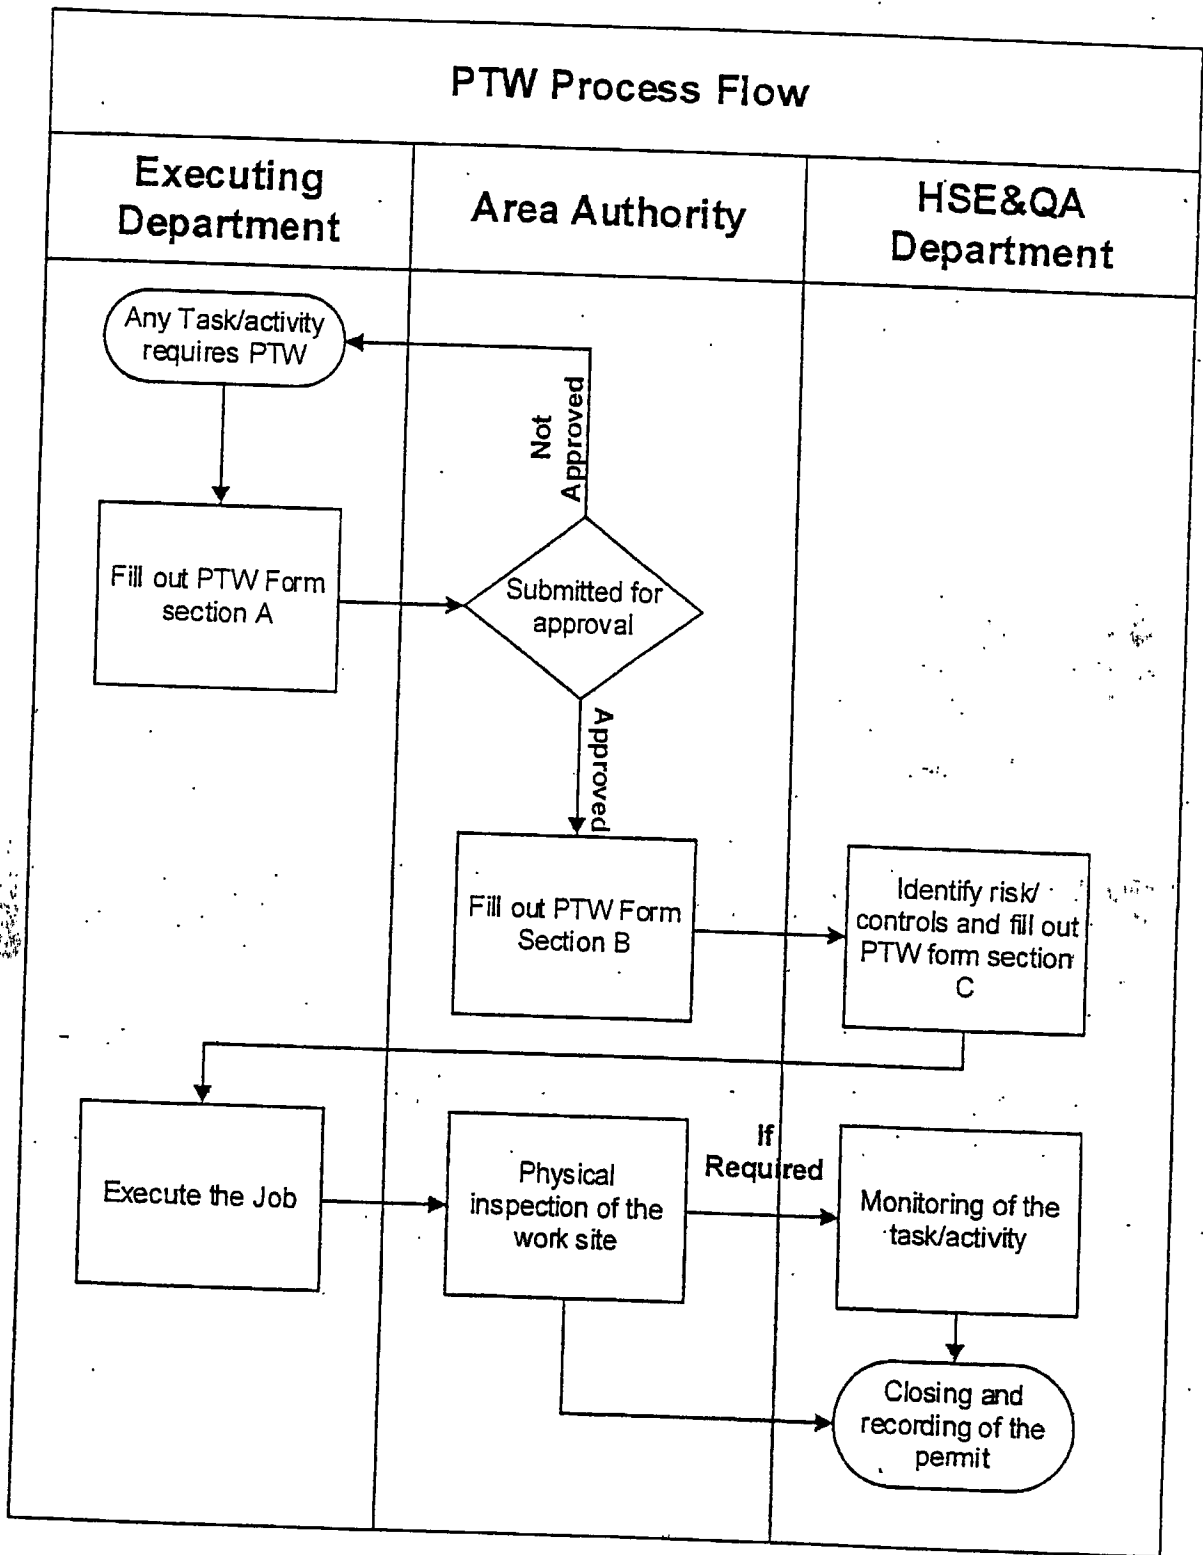 PTW Process Flow
Executing
Department
Area Authority
HSE&QA
Department
Any Task/activity
requires PTW
Not
Approved
Fill out PTW Form
section A
Submitted for
approval
Approved
Fill out PTW Form
Section B
Identify risk/
controls and fill out
PTW form section
C
Execute the Job
Physical
inspection of the
work site
If
Required
Monitoring of the
task/activity
Closing and
recording of the
permit